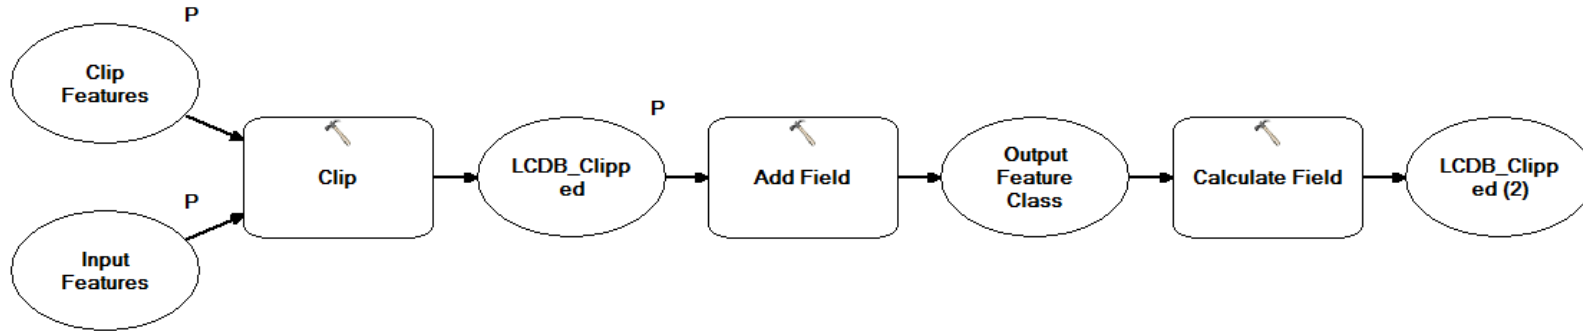 P
Clip
Features
P
Input
Features
Clip
LCDB_Clipp
ed
P
Add Field
Output
Feature
Class
Calculate Field
LCDB_Clipp
ed (2)